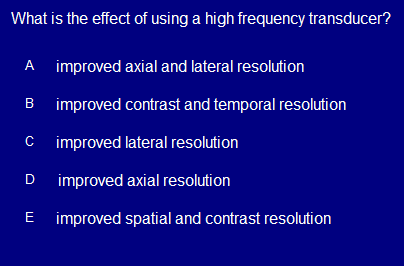 What is the effect of using a high frequency transducer?
A improved axial and lateral resolution
B improved contrast and temporal resolution
C improved lateral resolution
D improved axial resolution
E improved spatial and contrast resolution